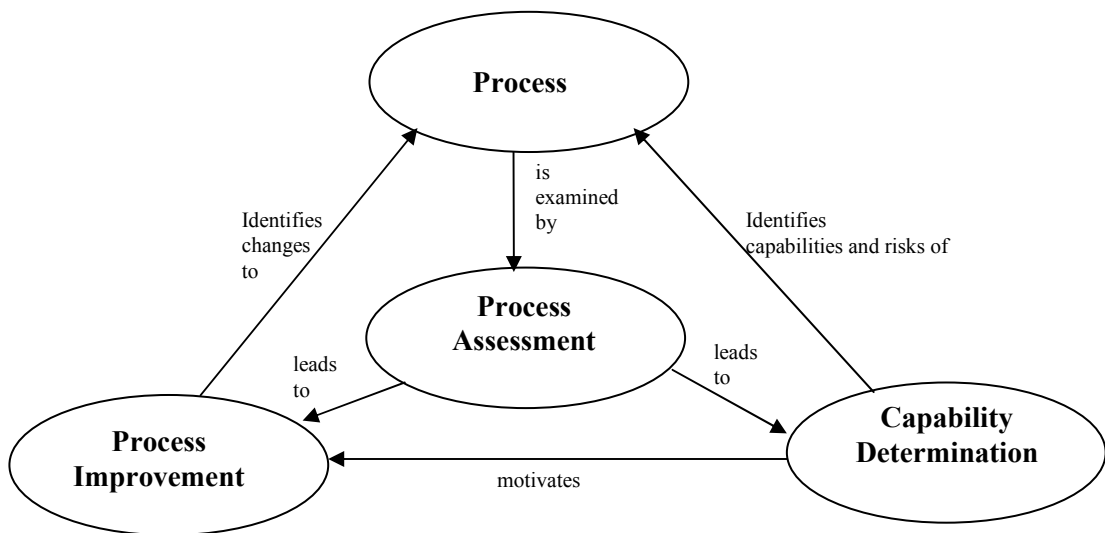 Process
is
examined
by
Identifies
changes
to
Identifies
capabilities and risks of
Process
Assessment
leads
to
leads
to
Capability
Determination
Process
Improvement
motivates